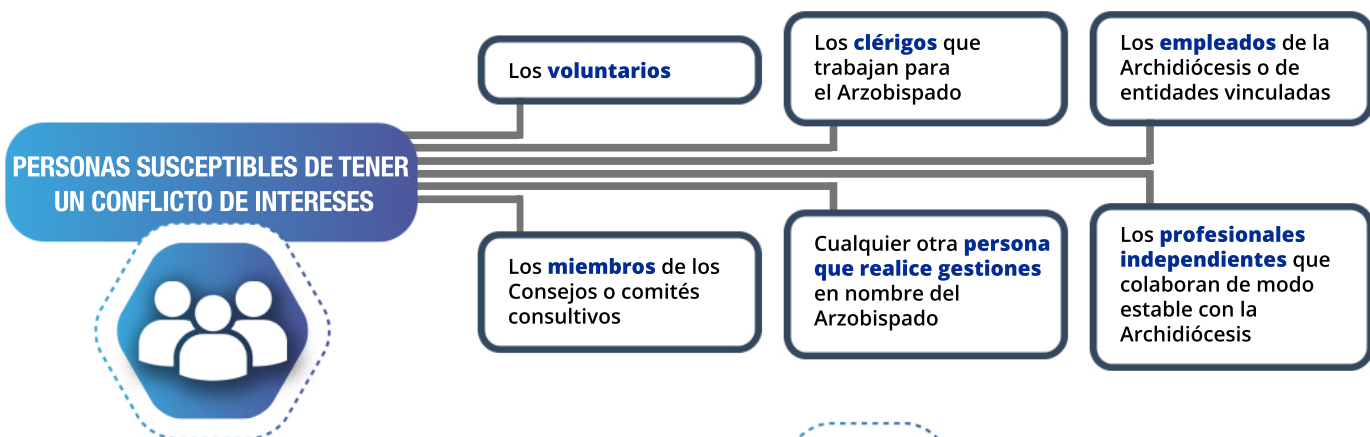 PERSONAS SUSCEPTIBLES DE TENER
UN CONFLICTO DE INTERESES
Los voluntarios
Los clérigos que
trabajan para
el Arzobispado
Los empleados de la
Archidiócesis o de
entidades vinculadas
Los miembros de los
Consejos o comités
consultivos
Cualquier otra persona
que realice gestiones
en nombre del
Arzobispado
Los profesionales
independientes que
colaboran de modo
estable con la
Archidiócesis